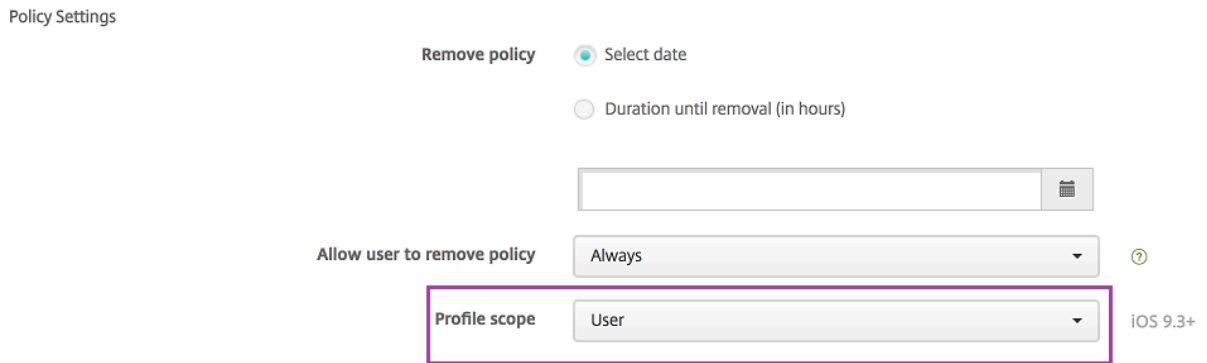 Policy Settings
Remove policy Select date
Duration until removal (in hours)
Allow user to remove policy Always ?
Profile scope User iOS 9.3+